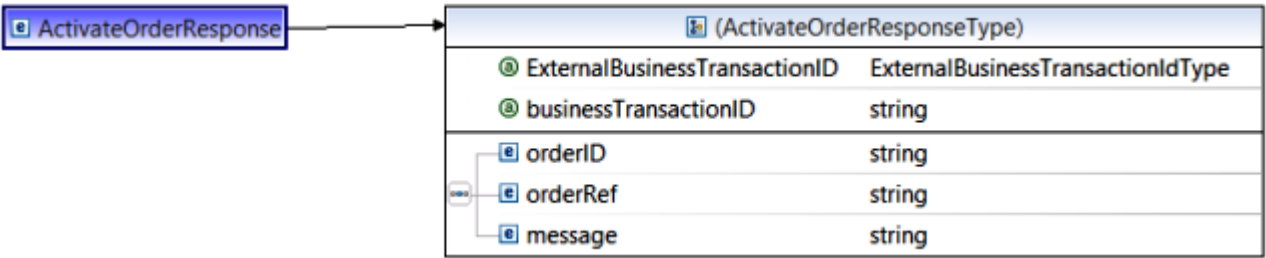 ActivateOrderResponse
(ActivateOrderResponseType)
ExternalBusinessTransactionID ExternalBusinessTransactionIdType
businessTransactionID string
orderID string
orderRef string
message string